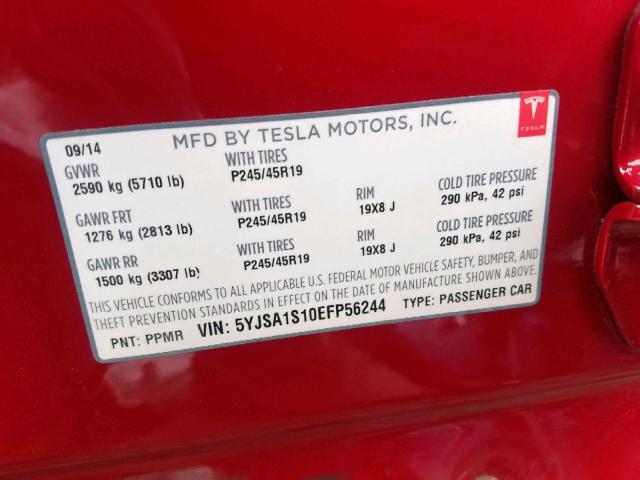 09/14 MFD BY TESLA MOTORS, INC. TESLA
GVWR WITH TIRES
2590 kg (5710 lb) P245/45R19
GAWR FRT WITH TIRES RIM COLD TIRE PRESSURE
1276 kg (2813 lb) P245/45R19 19X8 J 290 kPa, 42 psi
GAWR RR WITH TIRES RIM COLD TIRE PRESSURE
1500 kg (3307 lb) P245/45R19 19X8 J 290 kPa, 42 psi
THIS VEHICLE CONFORMS TO ALL APPLICABLE U.S. FEDERAL MOTOR VEHICLE SAFETY, BUMPER, AND
THEFT PREVENTION STANDARDS IN EFFECT ON THE DATE OF MANUFACTURE SHOWN ABOVE.
PNT: PPMR VIN: 5YJSA1S10EFP56244 TYPE: PASSENGER CAR